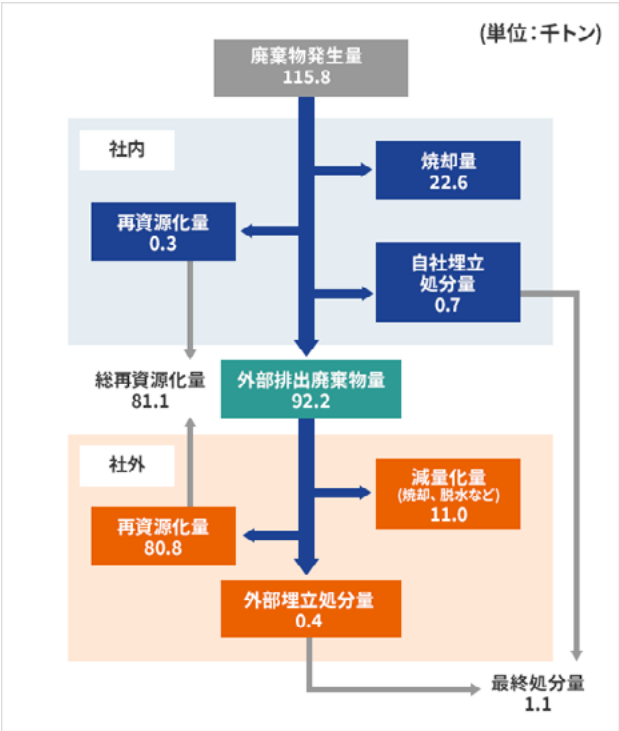 (単位：千トン)
廃棄物発生量
115.8
社内
焼却量
22.6
再資源化量
0.3
自社埋立
処分量
0.7
総再資源化量
81.1
外部排出廃棄物量
92.2
社外
減量化量
(焼却、脱水など)
11.0
再資源化量
80.8
外部埋立処分量
0.4
最終処分量
1.1